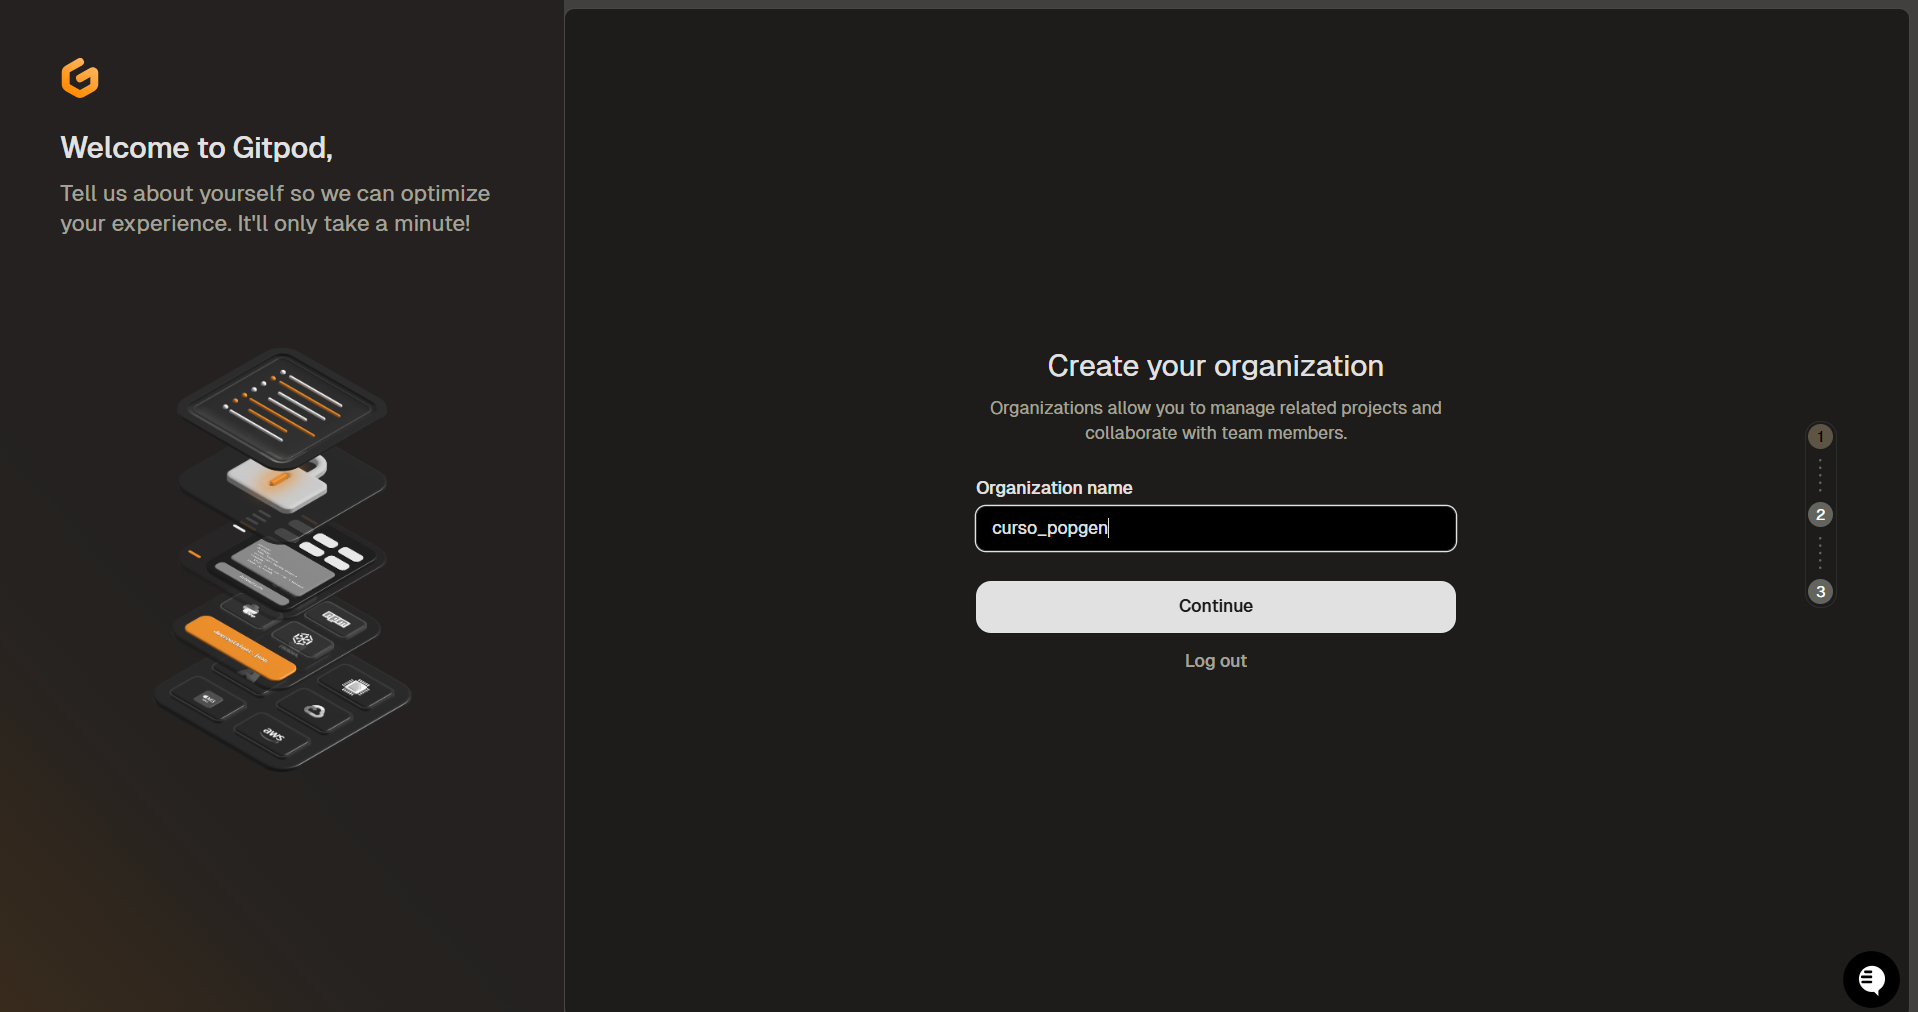 Welcome to Gitpod,
Tell us about yourself so we can optimize
your experience. It'll only take a minute!
Create your organization
Organizations allow you to manage related projects and
collaborate with team members.
Organization name
curso_popgen
Continue
Log out
1
2
3
npm
aws